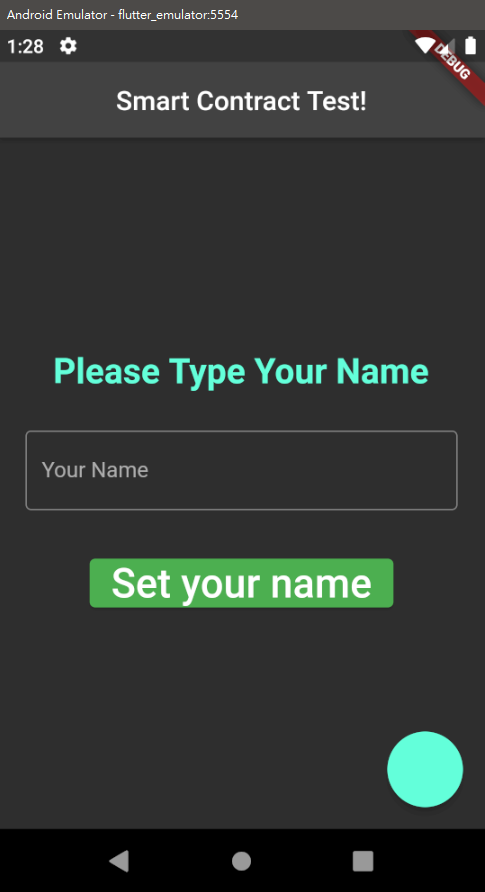 Android Emulator - flutter_emulator:5554
1:28
DEBUG
Smart Contract Test!
Please Type Your Name
Your Name
Set your name